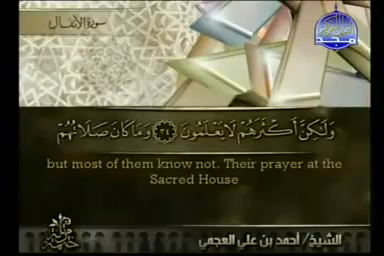 سورة الأنفال
المجد
وَلَٰكِنَّ أَكْثَرَهُمْ لَا يَعْلَمُونَ ٣٤ وَمَا كَانَ صَلَاتُهُمْ
but most of them know not. Their prayer at the
Sacred House
الشيخ/ أحمد بن علي العجمي